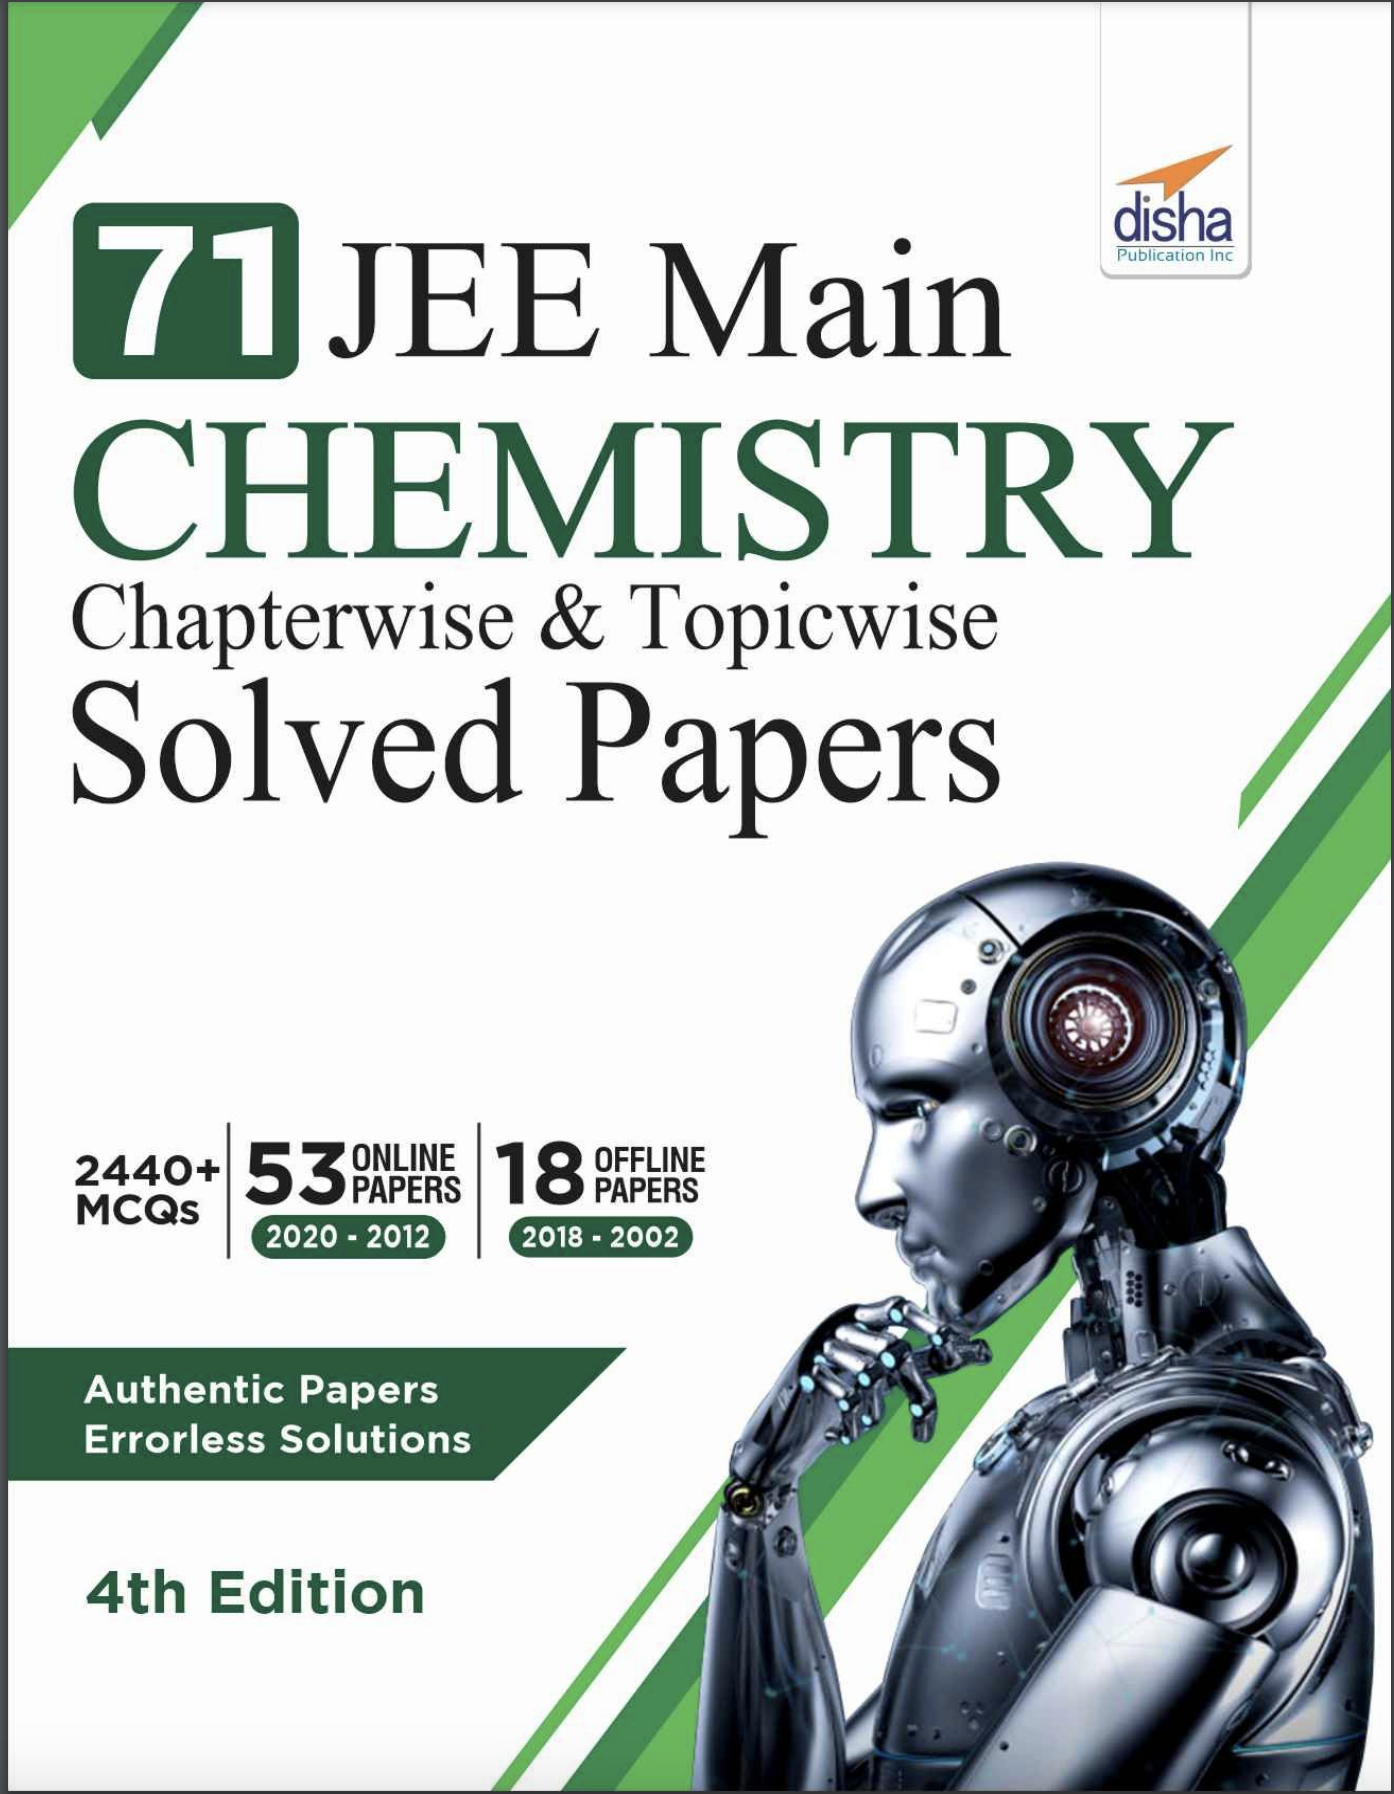 disha
Publication Inc
71 JEE Main
CHEMISTRY
Chapterwise & Topicwise
Solved Papers
2440+
MCQs
53 ONLINE
PAPERS
2020 - 2012
18 OFFLINE
PAPERS
2018 - 2002
Authentic Papers
Errorless Solutions
4th Edition